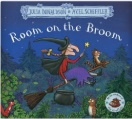 JULIA DONALDSON AXEL SCHEFFLER
Room on the Broom